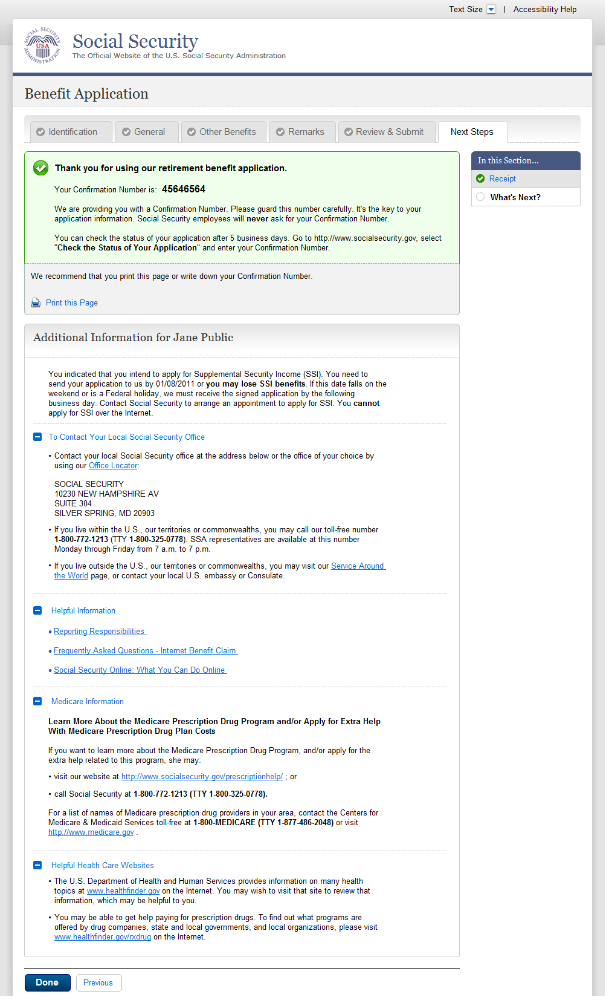 Text Size | Accessibility Help
SOCIAL SECURITY ADMINISTRATION
USA
Social Security
The Official Website of the U.S. Social Security Administration
Benefit Application
Identification
General
Other Benefits
Remarks
Review & Submit
Next Steps
Thank you for using our retirement benefit application.
Your Confirmation Number is: 45646564
We are providing you with a Confirmation Number. Please guard this number carefully. It's the key to your
application information. Social Security employees will never ask for your Confirmation Number.
You can check the status of your application after 5 business days. Go to http://www.socialsecurity.gov, select
"Check the Status of Your Application" and enter your Confirmation Number.
We recommend that you print this page or write down your Confirmation Number.
Print this Page
In this Section...
Receipt
What's Next?
Additional Information for Jane Public
You indicated that you intend to apply for Supplemental Security Income (SSI). You need to
send your application to us by 01/08/2011 or you may lose SSI benefits. If this date falls on the
weekend or is a Federal holiday, we must receive the signed application by the following
business day. Contact Social Security to arrange an appointment to apply for SSI. You cannot
apply for SSI over the Internet.
To Contact Your Local Social Security Office
• Contact your local Social Security office at the address below or the office of your choice by
using our Office Locator:
SOCIAL SECURITY
10230 NEW HAMPSHIRE AV
SUITE 304
SILVER SPRING, MD 20903
• If you live within the U.S., our territories or commonwealths, you may call our toll-free number
1-800-772-1213 (TTY 1-800-325-0778). SSA representatives are available at this number
Monday through Friday from 7 a.m. to 7 p.m.
• If you live outside the U.S., our territories or commonwealths, you may visit our Service Around
the World page, or contact your local U.S. embassy or Consulate.
Helpful Information
• Reporting Responsibilities
• Frequently Asked Questions - Internet Benefit Claim
• Social Security Online: What You Can Do Online
Medicare Information
Learn More About the Medicare Prescription Drug Program and/or Apply for Extra Help
With Medicare Prescription Drug Plan Costs
If you want to learn more about the Medicare Prescription Drug Program, and/or apply for the
extra help related to this program, she may:
• visit our website at http://www.socialsecurity.gov/prescriptionhelp/ ; or
• call Social Security at 1-800-772-1213 (TTY 1-800-325-0778).
For a list of names of Medicare prescription drug providers in your area, contact the Centers for
Medicare & Medicaid Services toll-free at 1-800-MEDICARE (TTY 1-877-486-2048) or visit
http://www.medicare.gov .
Helpful Health Care Websites
• The U.S. Department of Health and Human Services provides information on many health
topics at www.healthfinder.gov on the Internet. You may wish to visit that site to review that
information, which may be helpful to you.
• You may be able to get help paying for prescription drugs. To find out what programs are
offered by drug companies, state and local governments, and local organizations, please visit
www.healthfinder.gov/rxdrug on the Internet.
Done
Previous